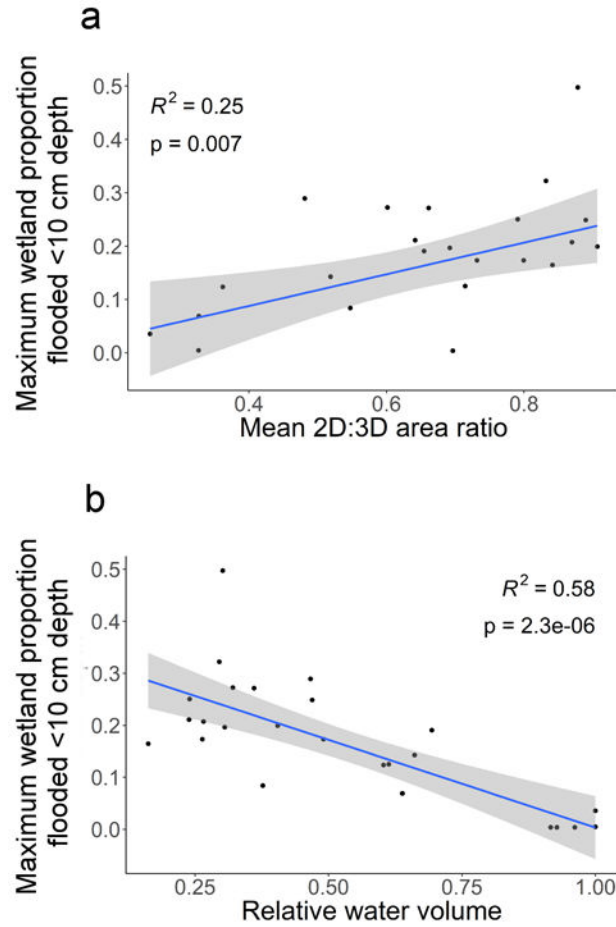 a
Maximum wetland proportion
flooded <10 cm depth
0.5
0.4
0.3
0.2
0.1
0.0
R² = 0.25
p = 0.007
0.4 0.6 0.8
Mean 2D:3D area ratio
b
Maximum wetland proportion
flooded <10 cm depth
0.5
0.4
0.3
0.2
0.1
0.0
R² = 0.58
p = 2.3e-06
0.25 0.50 0.75 1.00
Relative water volume